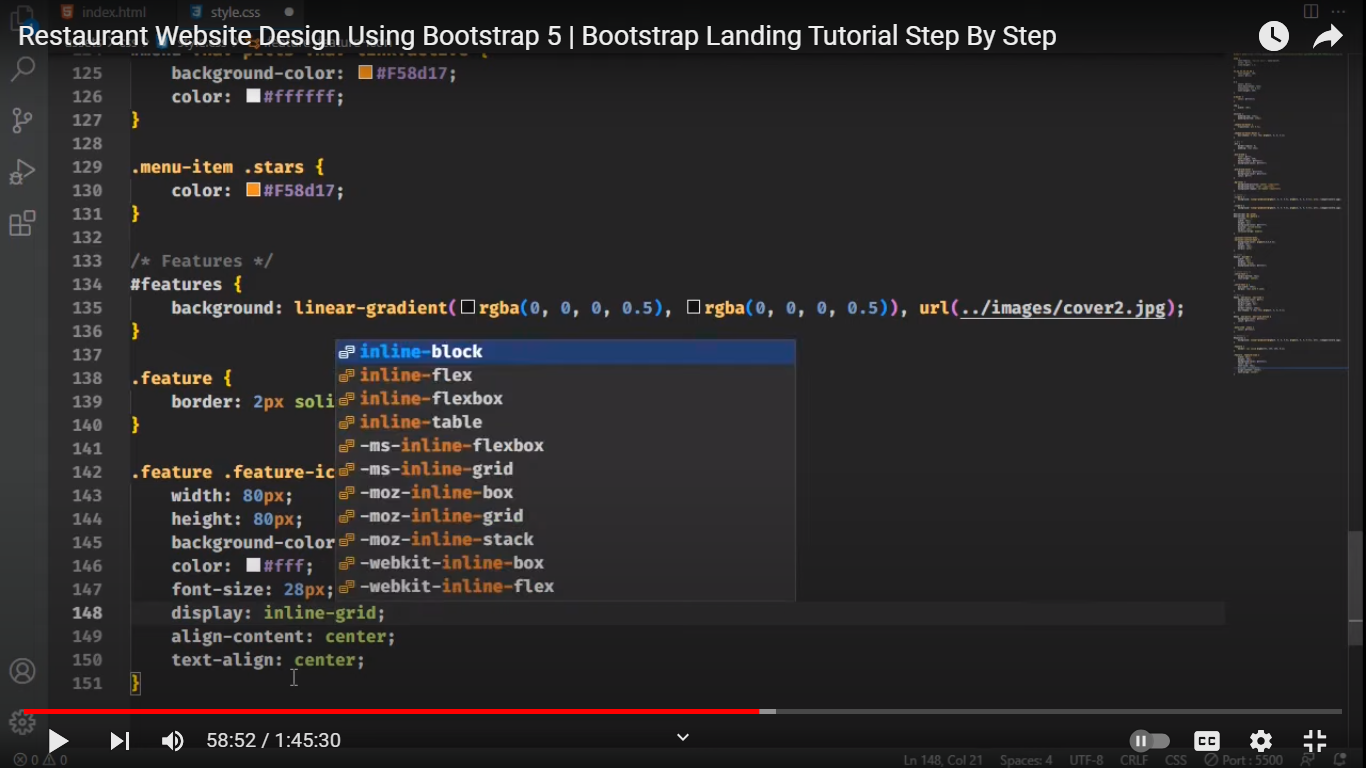 index.html
style.css
Restaurant Website Design Using Bootstrap 5 | Bootstrap Landing Tutorial Step By Step
125 background-color: #F58d17;
126 color: #ffffff;
127 }
128
129 .menu-item .stars {
130 color: #F58d17;
131 }
132
133 /* Features */
134 #features {
135 background: linear-gradient(rgba(0, 0, 0, 0.5), rgba(0, 0, 0, 0.5)), url(../images/cover2.jpg);
136 }
137
inline-block
138 .feature {
inline-flex
139 border: 2px soli
inline-flexbox
140 }
inline-table
141
-ms-inline-flexbox
142 .feature .feature-ic
-ms-inline-grid
143 width: 80px;
-moz-inline-box
144 height: 80px;
-moz-inline-grid
145 background-color
-moz-inline-stack
146 color: #fff;
-webkit-inline-box
147 font-size: 28px;
-webkit-inline-flex
148 display: inline-grid;
149 align-content: center;
150 text-align: center;
151 }
58:52 / 1:45:30
CC
0 0
Ln 148, Col 21 Spaces: 4 UTF-8 CRLF CSS Port : 5500